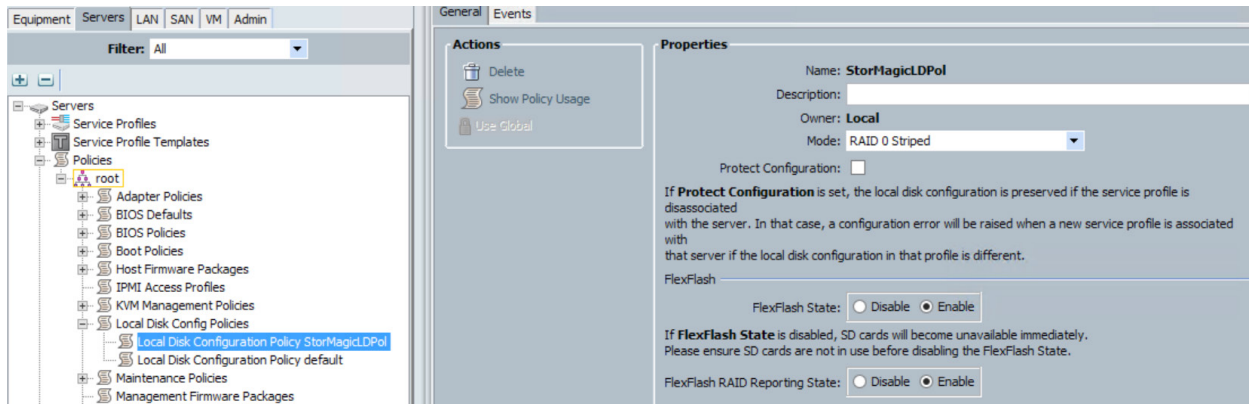 Equipment Servers LAN SAN VM Admin
Filter: All
Servers
Service Profiles
Service Profile Templates
Policies
root
Adapter Policies
BIOS Defaults
BIOS Policies
Boot Policies
Host Firmware Packages
IPMI Access Profiles
KVM Management Policies
Local Disk Config Policies
Local Disk Configuration Policy StorMagicLDPol
Local Disk Configuration Policy default
Maintenance Policies
Management Firmware Packages
General Events
Actions
Delete
Show Policy Usage
Use Global
Properties
Name: StorMagicLDPol
Description:
Owner: Local
Mode: RAID 0 Striped
Protect Configuration:
If Protect Configuration is set, the local disk configuration is preserved if the service profile is
disassociated
with the server. In that case, a configuration error will be raised when a new service profile is associated
with
that server if the local disk configuration in that profile is different.
FlexFlash
FlexFlash State: Disable Enable
If FlexFlash State is disabled, SD cards will become unavailable immediately.
Please ensure SD cards are not in use before disabling the FlexFlash State.
FlexFlash RAID Reporting State: Disable Enable